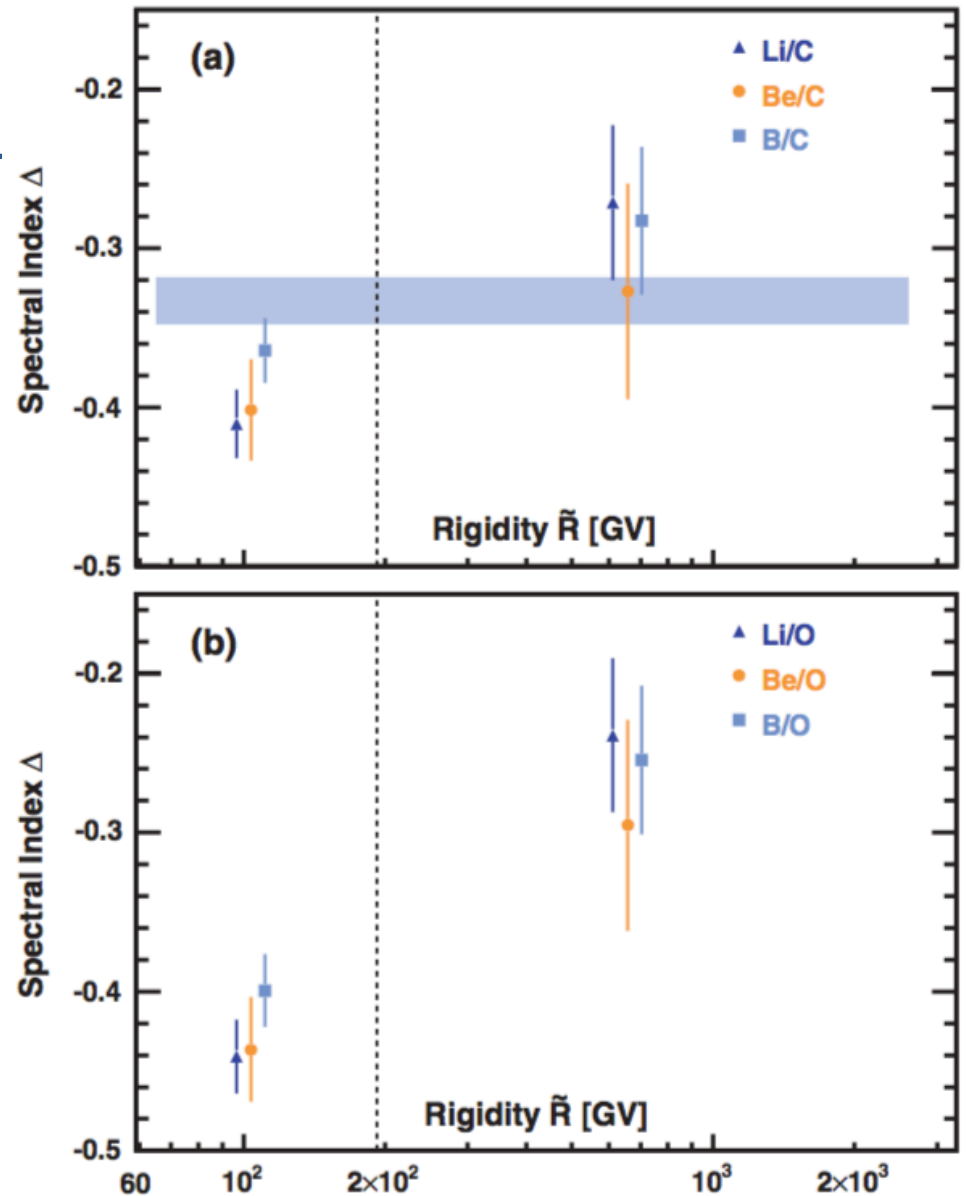 (a)
Li/C
Be/C
B/C
-0.2
-0.3
-0.4
-0.5
Spectral Index Δ
Rigidity R̃ [GV]
(b)
Li/O
Be/O
B/O
-0.2
-0.3
-0.4
-0.5
Spectral Index Δ
Rigidity R̃ [GV]
60 10² 2×10² 10³ 2×10³